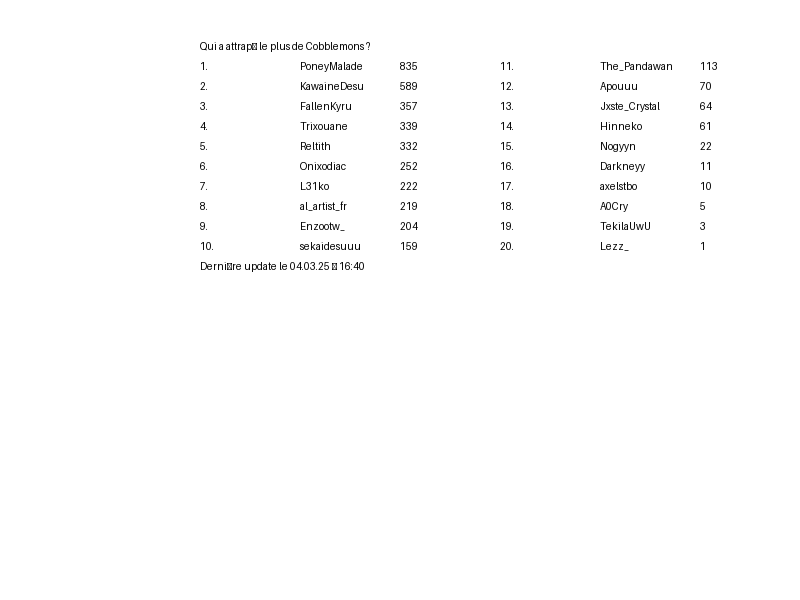 Qui a attrap▯ le plus de Cobblemons ?
1. PoneyMalade 835 11. The_Pandawan 113
2. KawaineDesu 589 12. Apouuu 70
3. FallenKyru 357 13. Jxste_Crystal 64
4. Trixouane 339 14. Hinneko 61
5. Reltith 332 15. Nogyyn 22
6. Onixodiac 252 16. Darkneyy 11
7. L31ko 222 17. axelstbo 10
8. al_artist_fr 219 18. A0Cry 5
9. Enzootw_ 204 19. TekilaUwU 3
10. sekaidesuuu 159 20. Lezz_ 1
Derni▯re update le 04.03.25 ▯ 16:40